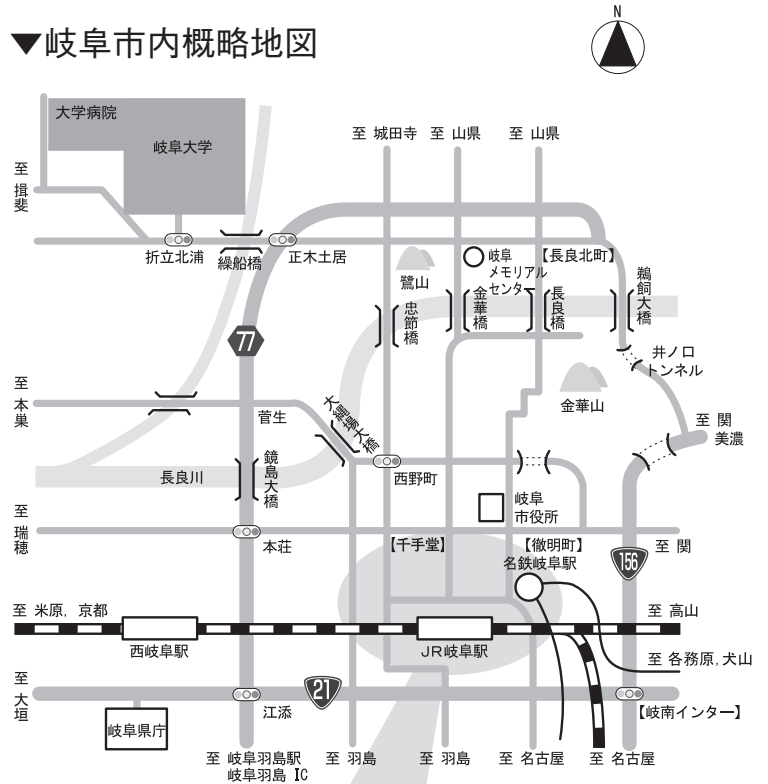 ▼岐阜市内概略地図
N
大学病院
岐阜大学
至 揖斐
至 城田寺
至 山県
至 山県
折立北浦
繰船橋
正木土居
鷺山
岐阜
メモリアル
センター
【長良北町】
忠節橋
金華橋
長良橋
鵜飼大橋
77
井ノ口
トンネル
金華山
至 本巣
菅生
大縄場大橋
至 関
美濃
長良川
鏡島大橋
西野町
岐阜
市役所
至 瑞穂
本荘
【千手堂】
【徹明町】
至 関
名鉄岐阜駅
156
至 米原，京都
至 高山
西岐阜駅
JR岐阜駅
至 各務原，犬山
至 大垣
21
江添
【岐南インター】
岐阜県庁
至 岐阜羽島駅
岐阜羽島 IC
至 羽島
至 羽島
至 名古屋
至 名古屋